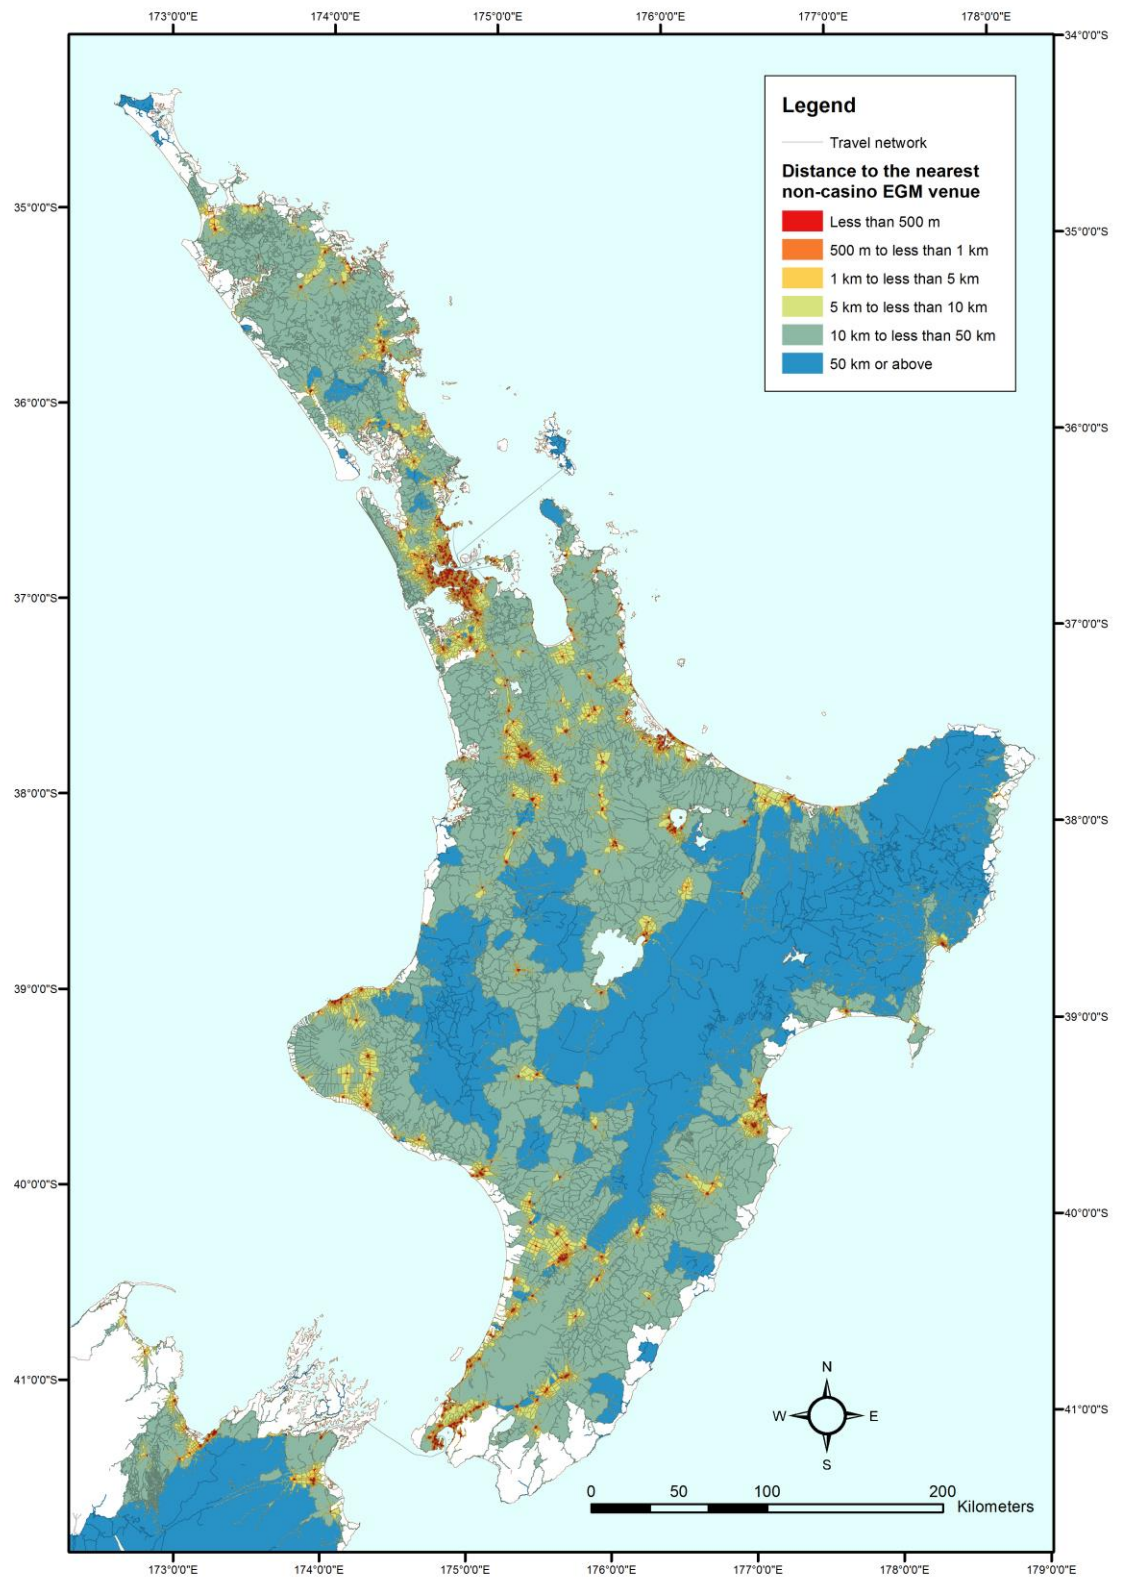 173°0'0"E 174°0'0"E 175°0'0"E 176°0'0"E 177°0'0"E 178°0'0"E
34°0'0"S
Legend
Travel network
Distance to the nearest
non-casino EGM venue
Less than 500 m
500 m to less than 1 km
1 km to less than 5 km
5 km to less than 10 km
10 km to less than 50 km
50 km or above
35°0'0"S 35°0'0"S
36°0'0"S 36°0'0"S
37°0'0"S 37°0'0"S
38°0'0"S 38°0'0"S
39°0'0"S 39°0'0"S
40°0'0"S 40°0'0"S
41°0'0"S 41°0'0"S
N
W E
S
0 50 100 200
Kilometers
173°0'0"E 174°0'0"E 175°0'0"E 176°0'0"E 177°0'0"E 178°0'0"E 179°0'0"E